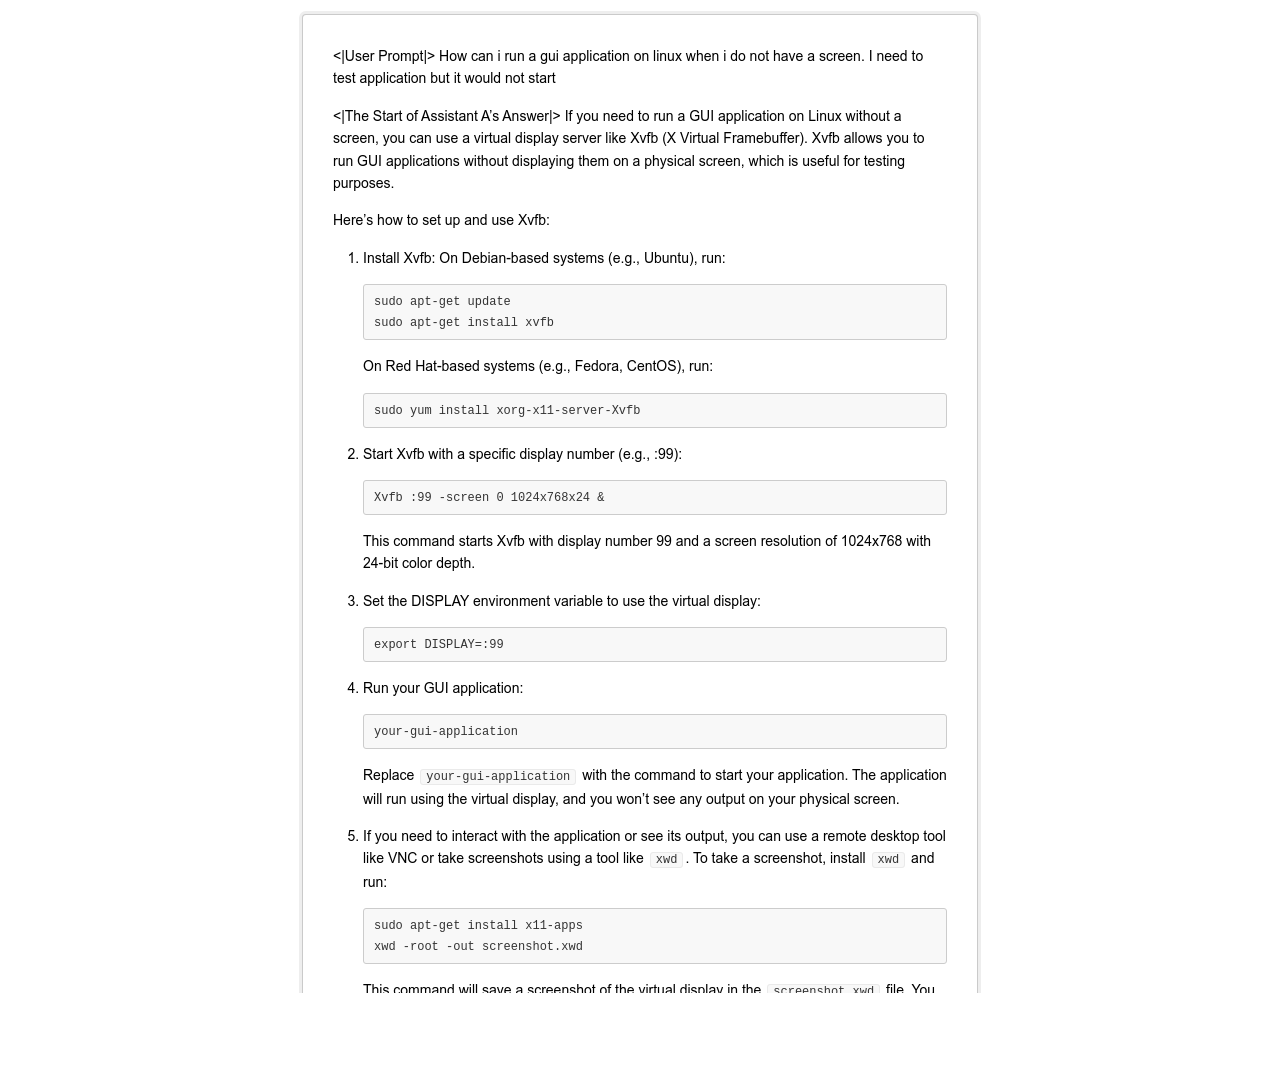 <|User Prompt|> How can i run a gui application on linux when i do not have a screen. I need to
test application but it would not start
<|The Start of Assistant A’s Answer|> If you need to run a GUI application on Linux without a
screen, you can use a virtual display server like Xvfb (X Virtual Framebuffer). Xvfb allows you to
run GUI applications without displaying them on a physical screen, which is useful for testing
purposes.
Here’s how to set up and use Xvfb:
1. Install Xvfb: On Debian-based systems (e.g., Ubuntu), run:
sudo apt-get update
sudo apt-get install xvfb
On Red Hat-based systems (e.g., Fedora, CentOS), run:
sudo yum install xorg-x11-server-Xvfb
2. Start Xvfb with a specific display number (e.g., :99):
Xvfb :99 -screen 0 1024x768x24 &
This command starts Xvfb with display number 99 and a screen resolution of 1024x768 with
24-bit color depth.
3. Set the DISPLAY environment variable to use the virtual display:
export DISPLAY=:99
4. Run your GUI application:
your-gui-application
Replace your-gui-application with the command to start your application. The application
will run using the virtual display, and you won’t see any output on your physical screen.
5. If you need to interact with the application or see its output, you can use a remote desktop tool
like VNC or take screenshots using a tool like xwd. To take a screenshot, install xwd and
run:
sudo apt-get install x11-apps
xwd -root -out screenshot.xwd
This command will save a screenshot of the virtual display in the screenshot.xwd file. You